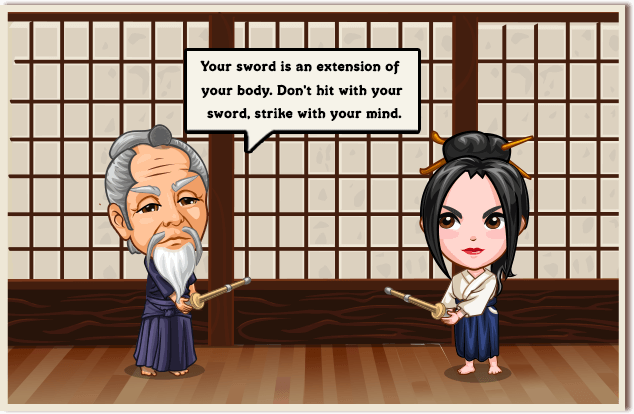 Your sword is an extension of
your body. Don't hit with your
sword, strike with your mind.